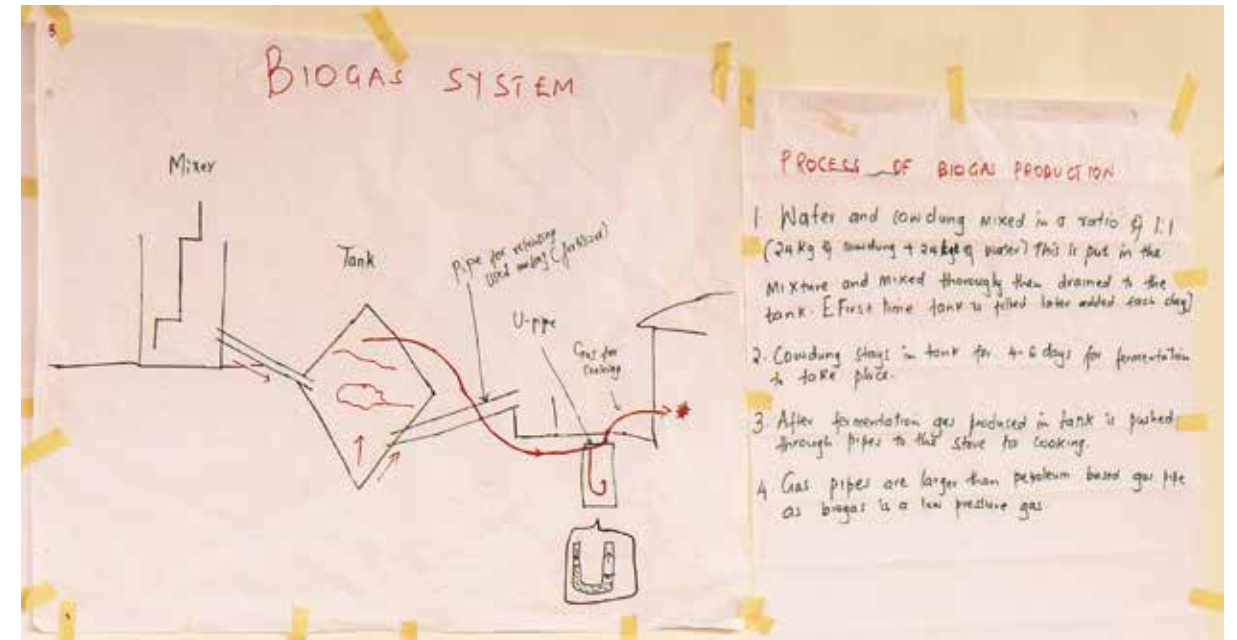 BIOGAS SYSTEM
Mixer
Tank
Pipe for releasing
used (fertilizer)
U-pipe
Gas for
Cooking
PROCESS OF BIOGAS PRODUCTION
1 Water and cowdung mixed in a ratio of 1:1
(24 Kg of cowdung + 24 kgs of water) This is put in the
mixture and mixed thoroughly then drained to the
tank. [First time tank is filled later added each day]
2. Cowdung stays in tank for 4-6 days for fermentation
to take place.
3. After fermentation gas produced in tank is pushed
through pipes to the stove for cooking.
4 Gas pipes are larger than petroleum based gas pipe
as biogas is a low pressure gas.